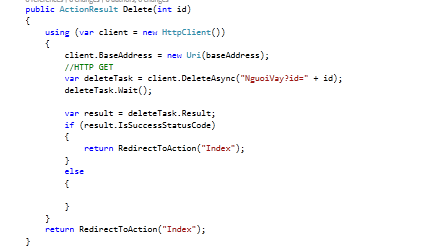 public ActionResult Delete(int id)
{
using (var client = new HttpClient())
{
client.BaseAddress = new Uri(baseAddress);
//HTTP GET
var deleteTask = client.DeleteAsync("NguoiVay?id=" + id);
deleteTask.Wait();
var result = deleteTask.Result;
if (result.IsSuccessStatusCode)
{
return RedirectToAction("Index");
}
else
{
}
}
return RedirectToAction("Index");
}